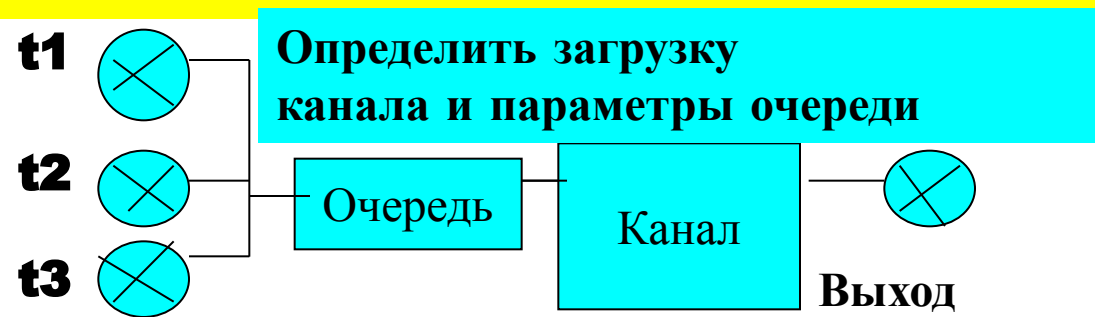 t1
Определить загрузку
канала и параметры очереди
t2
Очередь
Канал
t3
Выход